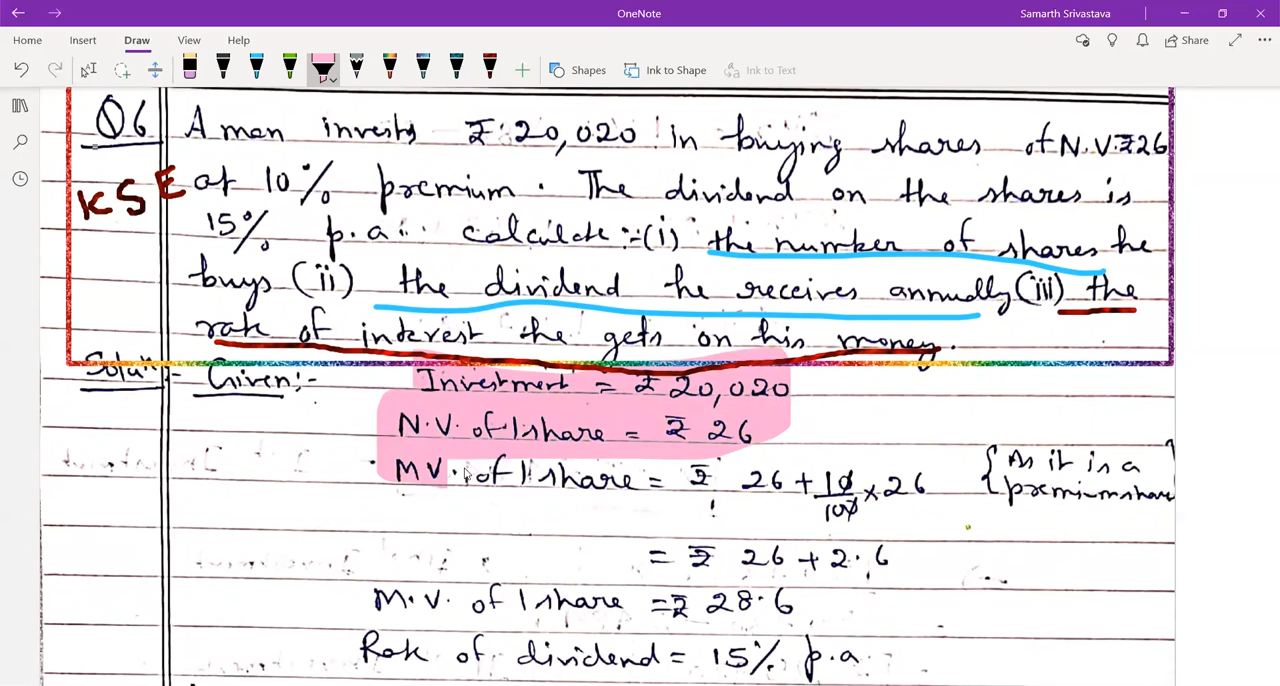 OneNote
Samarth Srivastava
Home Insert Draw View Help
Share
Shapes Ink to Shape Ink to Text
Q6 A man invests ₹ 20,020 in buying shares of N.V. ₹26
KSE at 10% premium. The dividend on the shares is
15% p.a. calculate :- (i) the number of shares he
buys (ii) the dividend he receives annually (iii) the
rate of interest the gets on his money.
Given:- Investment = ₹ 20,020
N.V. of 1 share = ₹ 26
M V. of 1 share = ₹ 26 + 10/100 × 26 {As it is a
premium share
= ₹ 26 + 2.6
M.V. of 1 share = ₹ 28.6
Rate of dividend = 15% p.a.